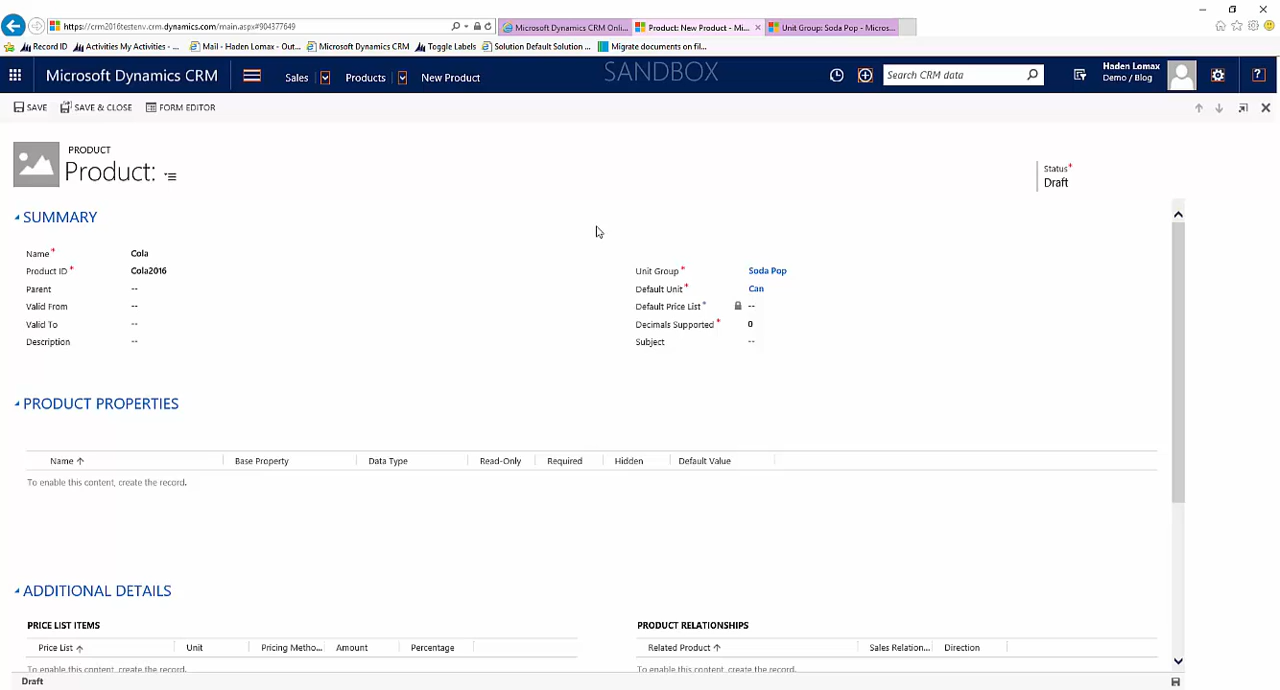 https://crm2016testenv.crm.dynamics.com/main.aspx#904377649
Microsoft Dynamics CRM Onli...
Product: New Product - Mi...
Unit Group: Soda Pop - Micros...
Record ID
Activities My Activities - ...
Mail - Haden Lomax - Out...
Microsoft Dynamics CRM
Toggle Labels
Solution Default Solution ...
Migrate documents on fil...
Microsoft Dynamics CRM
Sales
Products
New Product
SANDBOX
Search CRM data
Haden Lomax
Demo / Blog
?
SAVE
SAVE & CLOSE
FORM EDITOR
PRODUCT
Product:
Status*
Draft
SUMMARY
Name* Cola
Product ID* Cola2016
Parent --
Valid From --
Valid To --
Description --
Unit Group* Soda Pop
Default Unit* Can
Default Price List* --
Decimals Supported* 0
Subject --
PRODUCT PROPERTIES
Name Base Property Data Type Read-Only Required Hidden Default Value
To enable this content, create the record.
ADDITIONAL DETAILS
PRICE LIST ITEMS
Price List Unit Pricing Metho... Amount Percentage
To enable this content, create the record.
PRODUCT RELATIONSHIPS
Related Product Sales Relation... Direction
To enable this content, create the record.
Draft